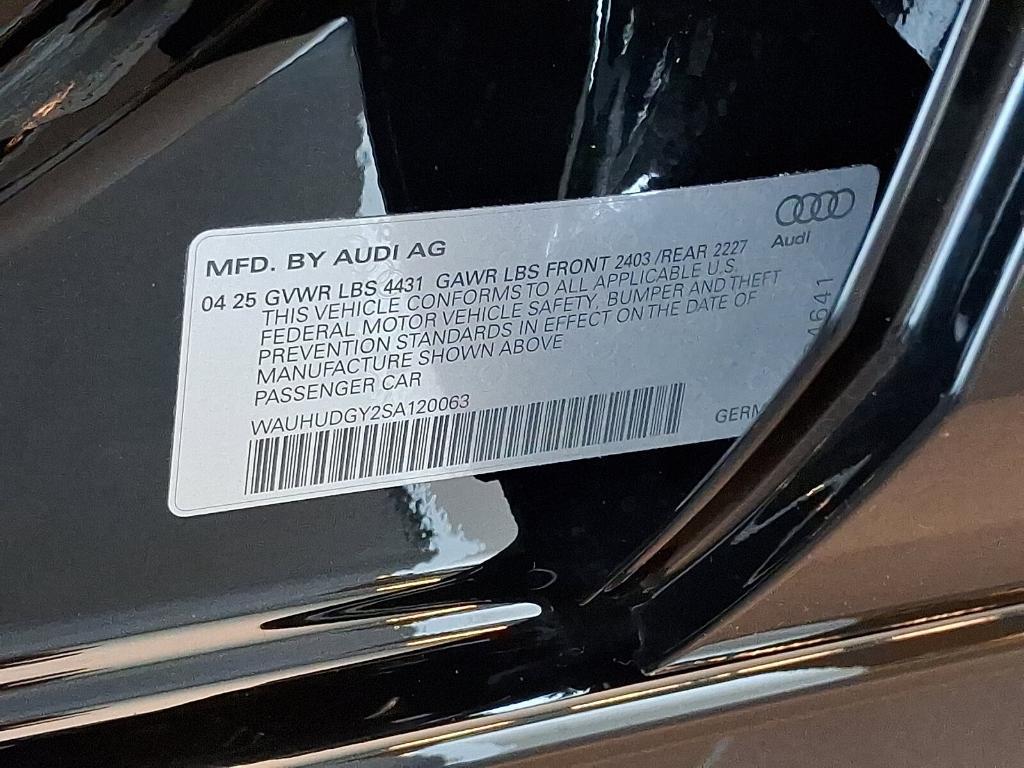 MFD. BY AUDI AG
Audi
04 25 GVWR LBS 4431 GAWR LBS FRONT 2403 /REAR 2227
THIS VEHICLE CONFORMS TO ALL APPLICABLE U.S.
FEDERAL MOTOR VEHICLE SAFETY, BUMPER AND THEFT
PREVENTION STANDARDS IN EFFECT ON THE DATE OF
MANUFACTURE SHOWN ABOVE
PASSENGER CAR
WAUHUDGY2SA120063
GERM
4641